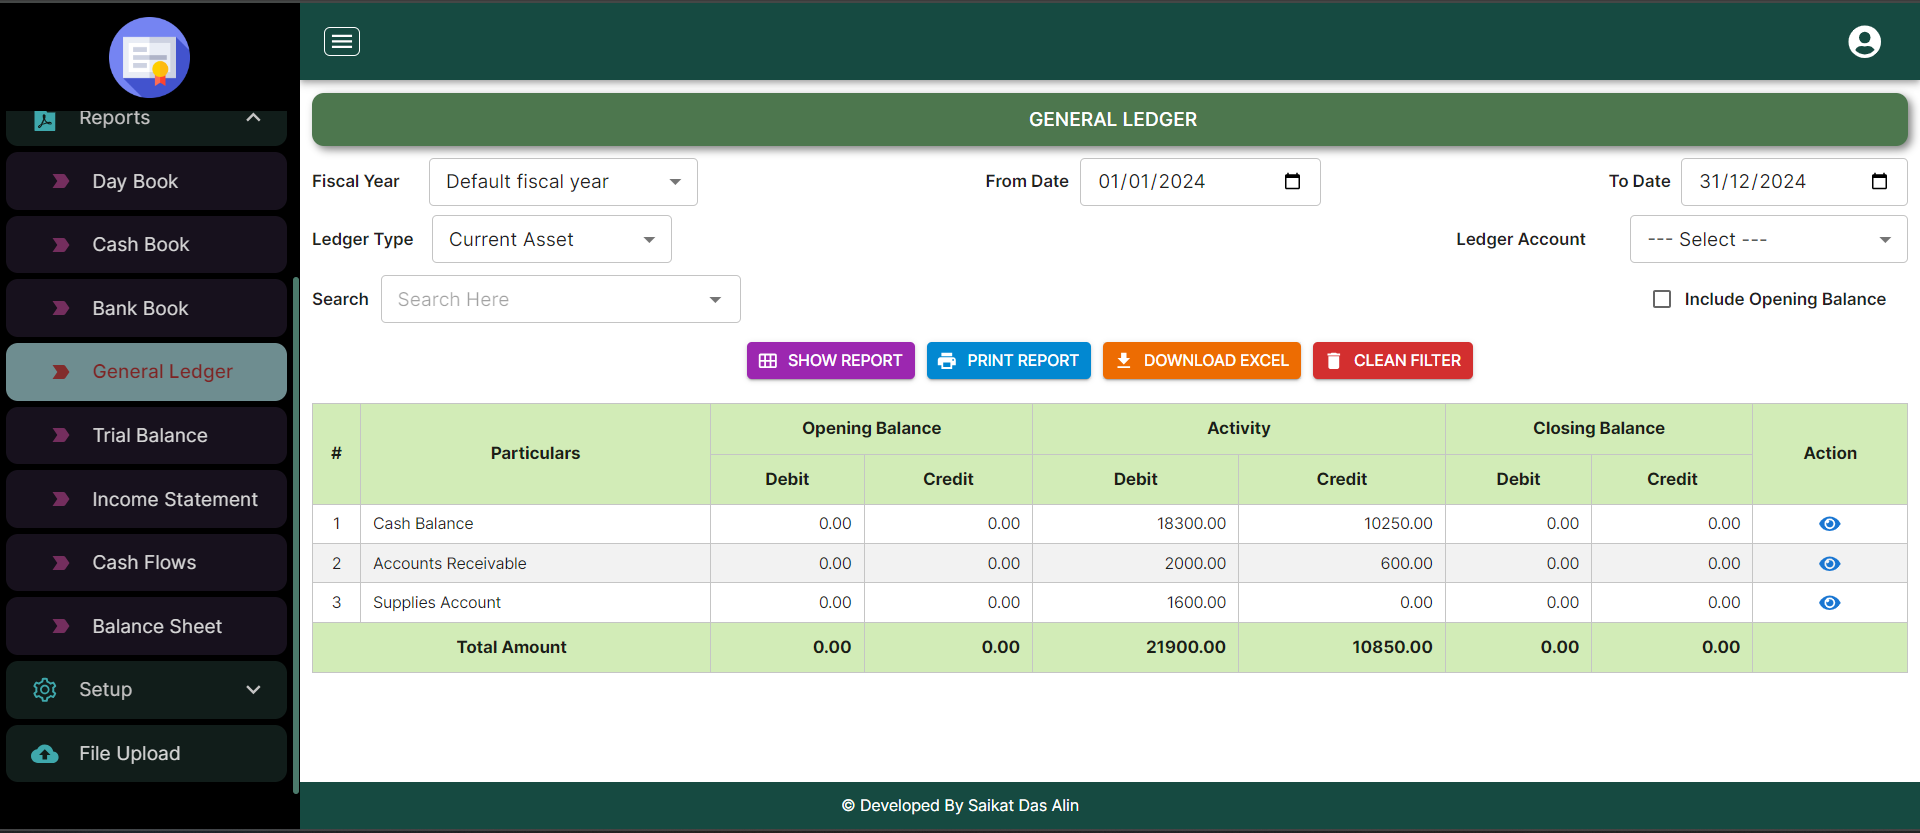 Reports
Day Book
Cash Book
Bank Book
General Ledger
Trial Balance
Income Statement
Cash Flows
Balance Sheet
Setup
File Upload
GENERAL LEDGER
Fiscal Year Default fiscal year From Date 01/01/2024 To Date 31/12/2024
Ledger Type Current Asset Ledger Account --- Select ---
Search Search Here Include Opening Balance
SHOW REPORT PRINT REPORT DOWNLOAD EXCEL CLEAN FILTER
# Particulars Opening Balance Activity Closing Balance Action
Debit Credit Debit Credit Debit Credit
1 Cash Balance 0.00 0.00 18300.00 10250.00 0.00 0.00
2 Accounts Receivable 0.00 0.00 2000.00 600.00 0.00 0.00
3 Supplies Account 0.00 0.00 1600.00 0.00 0.00 0.00
Total Amount 0.00 0.00 21900.00 10850.00 0.00 0.00
© Developed By Saikat Das Alin